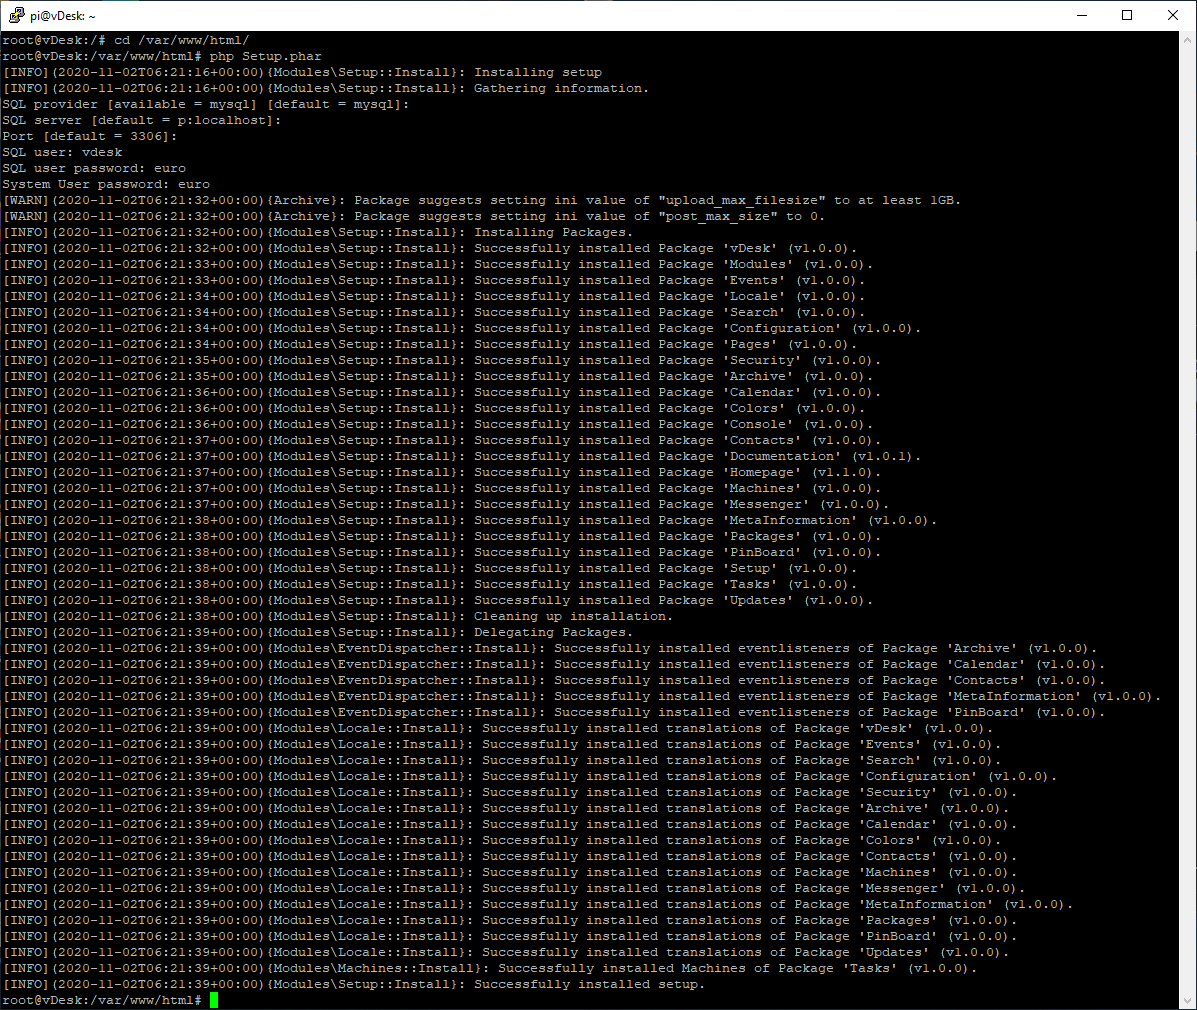 pi@vDesk: ~
root@vDesk:/# cd /var/www/html/
root@vDesk:/var/www/html# php Setup.phar
[INFO](2020-11-02T06:21:16+00:00){Modules\Setup::Install}: Installing setup
[INFO](2020-11-02T06:21:16+00:00){Modules\Setup::Install}: Gathering information.
SQL provider [available = mysql] [default = mysql]:
SQL server [default = p:localhost]:
Port [default = 3306]:
SQL user: vdesk
SQL user password: euro
System User password: euro
[WARN](2020-11-02T06:21:32+00:00){Archive}: Package suggests setting ini value of "upload_max_filesize" to at least 1GB.
[WARN](2020-11-02T06:21:32+00:00){Archive}: Package suggests setting ini value of "post_max_size" to 0.
[INFO](2020-11-02T06:21:32+00:00){Modules\Setup::Install}: Installing Packages.
[INFO](2020-11-02T06:21:32+00:00){Modules\Setup::Install}: Successfully installed Package 'vDesk' (v1.0.0).
[INFO](2020-11-02T06:21:33+00:00){Modules\Setup::Install}: Successfully installed Package 'Modules' (v1.0.0).
[INFO](2020-11-02T06:21:33+00:00){Modules\Setup::Install}: Successfully installed Package 'Events' (v1.0.0).
[INFO](2020-11-02T06:21:34+00:00){Modules\Setup::Install}: Successfully installed Package 'Locale' (v1.0.0).
[INFO](2020-11-02T06:21:34+00:00){Modules\Setup::Install}: Successfully installed Package 'Search' (v1.0.0).
[INFO](2020-11-02T06:21:34+00:00){Modules\Setup::Install}: Successfully installed Package 'Configuration' (v1.0.0).
[INFO](2020-11-02T06:21:34+00:00){Modules\Setup::Install}: Successfully installed Package 'Pages' (v1.0.0).
[INFO](2020-11-02T06:21:35+00:00){Modules\Setup::Install}: Successfully installed Package 'Security' (v1.0.0).
[INFO](2020-11-02T06:21:35+00:00){Modules\Setup::Install}: Successfully installed Package 'Archive' (v1.0.0).
[INFO](2020-11-02T06:21:36+00:00){Modules\Setup::Install}: Successfully installed Package 'Calendar' (v1.0.0).
[INFO](2020-11-02T06:21:36+00:00){Modules\Setup::Install}: Successfully installed Package 'Colors' (v1.0.0).
[INFO](2020-11-02T06:21:36+00:00){Modules\Setup::Install}: Successfully installed Package 'Console' (v1.0.0).
[INFO](2020-11-02T06:21:37+00:00){Modules\Setup::Install}: Successfully installed Package 'Contacts' (v1.0.0).
[INFO](2020-11-02T06:21:37+00:00){Modules\Setup::Install}: Successfully installed Package 'Documentation' (v1.0.1).
[INFO](2020-11-02T06:21:37+00:00){Modules\Setup::Install}: Successfully installed Package 'Homepage' (v1.1.0).
[INFO](2020-11-02T06:21:37+00:00){Modules\Setup::Install}: Successfully installed Package 'Machines' (v1.0.0).
[INFO](2020-11-02T06:21:37+00:00){Modules\Setup::Install}: Successfully installed Package 'Messenger' (v1.0.0).
[INFO](2020-11-02T06:21:38+00:00){Modules\Setup::Install}: Successfully installed Package 'MetaInformation' (v1.0.0).
[INFO](2020-11-02T06:21:38+00:00){Modules\Setup::Install}: Successfully installed Package 'Packages' (v1.0.0).
[INFO](2020-11-02T06:21:38+00:00){Modules\Setup::Install}: Successfully installed Package 'PinBoard' (v1.0.0).
[INFO](2020-11-02T06:21:38+00:00){Modules\Setup::Install}: Successfully installed Package 'Setup' (v1.0.0).
[INFO](2020-11-02T06:21:38+00:00){Modules\Setup::Install}: Successfully installed Package 'Tasks' (v1.0.0).
[INFO](2020-11-02T06:21:38+00:00){Modules\Setup::Install}: Successfully installed Package 'Updates' (v1.0.0).
[INFO](2020-11-02T06:21:38+00:00){Modules\Setup::Install}: Cleaning up installation.
[INFO](2020-11-02T06:21:39+00:00){Modules\Setup::Install}: Delegating Packages.
[INFO](2020-11-02T06:21:39+00:00){Modules\EventDispatcher::Install}: Successfully installed eventlisteners of Package 'Archive' (v1.0.0).
[INFO](2020-11-02T06:21:39+00:00){Modules\EventDispatcher::Install}: Successfully installed eventlisteners of Package 'Calendar' (v1.0.0).
[INFO](2020-11-02T06:21:39+00:00){Modules\EventDispatcher::Install}: Successfully installed eventlisteners of Package 'Contacts' (v1.0.0).
[INFO](2020-11-02T06:21:39+00:00){Modules\EventDispatcher::Install}: Successfully installed eventlisteners of Package 'MetaInformation' (v1.0.0).
[INFO](2020-11-02T06:21:39+00:00){Modules\EventDispatcher::Install}: Successfully installed eventlisteners of Package 'PinBoard' (v1.0.0).
[INFO](2020-11-02T06:21:39+00:00){Modules\Locale::Install}: Successfully installed translations of Package 'vDesk' (v1.0.0).
[INFO](2020-11-02T06:21:39+00:00){Modules\Locale::Install}: Successfully installed translations of Package 'Events' (v1.0.0).
[INFO](2020-11-02T06:21:39+00:00){Modules\Locale::Install}: Successfully installed translations of Package 'Search' (v1.0.0).
[INFO](2020-11-02T06:21:39+00:00){Modules\Locale::Install}: Successfully installed translations of Package 'Configuration' (v1.0.0).
[INFO](2020-11-02T06:21:39+00:00){Modules\Locale::Install}: Successfully installed translations of Package 'Security' (v1.0.0).
[INFO](2020-11-02T06:21:39+00:00){Modules\Locale::Install}: Successfully installed translations of Package 'Archive' (v1.0.0).
[INFO](2020-11-02T06:21:39+00:00){Modules\Locale::Install}: Successfully installed translations of Package 'Calendar' (v1.0.0).
[INFO](2020-11-02T06:21:39+00:00){Modules\Locale::Install}: Successfully installed translations of Package 'Colors' (v1.0.0).
[INFO](2020-11-02T06:21:39+00:00){Modules\Locale::Install}: Successfully installed translations of Package 'Contacts' (v1.0.0).
[INFO](2020-11-02T06:21:39+00:00){Modules\Locale::Install}: Successfully installed translations of Package 'Machines' (v1.0.0).
[INFO](2020-11-02T06:21:39+00:00){Modules\Locale::Install}: Successfully installed translations of Package 'Messenger' (v1.0.0).
[INFO](2020-11-02T06:21:39+00:00){Modules\Locale::Install}: Successfully installed translations of Package 'MetaInformation' (v1.0.0).
[INFO](2020-11-02T06:21:39+00:00){Modules\Locale::Install}: Successfully installed translations of Package 'Packages' (v1.0.0).
[INFO](2020-11-02T06:21:39+00:00){Modules\Locale::Install}: Successfully installed translations of Package 'PinBoard' (v1.0.0).
[INFO](2020-11-02T06:21:39+00:00){Modules\Locale::Install}: Successfully installed translations of Package 'Updates' (v1.0.0).
[INFO](2020-11-02T06:21:39+00:00){Modules\Machines::Install}: Successfully installed Machines of Package 'Tasks' (v1.0.0).
[INFO](2020-11-02T06:21:39+00:00){Modules\Setup::Install}: Successfully installed setup.
root@vDesk:/var/www/html#